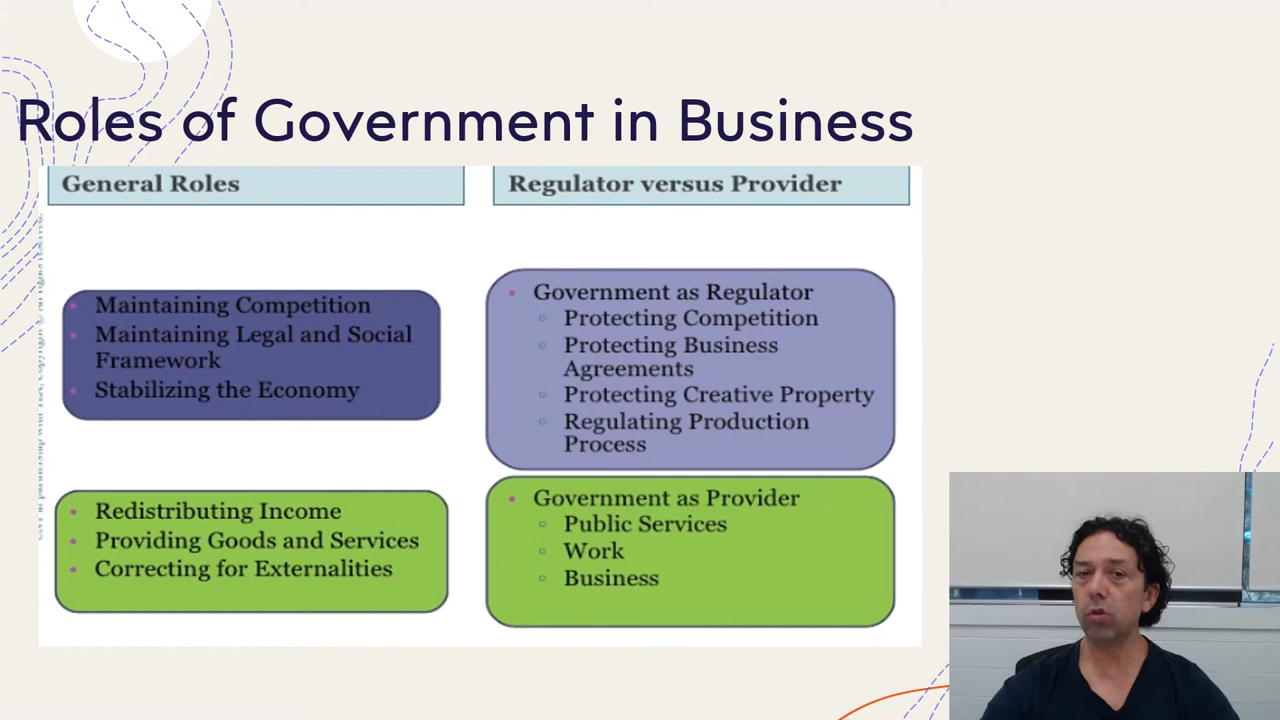 Roles of Government in Business
General Roles
Maintaining Competition
Maintaining Legal and Social
Framework
Stabilizing the Economy
Redistributing Income
Providing Goods and Services
Correcting for Externalities
Regulator versus Provider
Government as Regulator
Protecting Competition
Protecting Business
Agreements
Protecting Creative Property
Regulating Production
Process
Government as Provider
Public Services
Work
Business